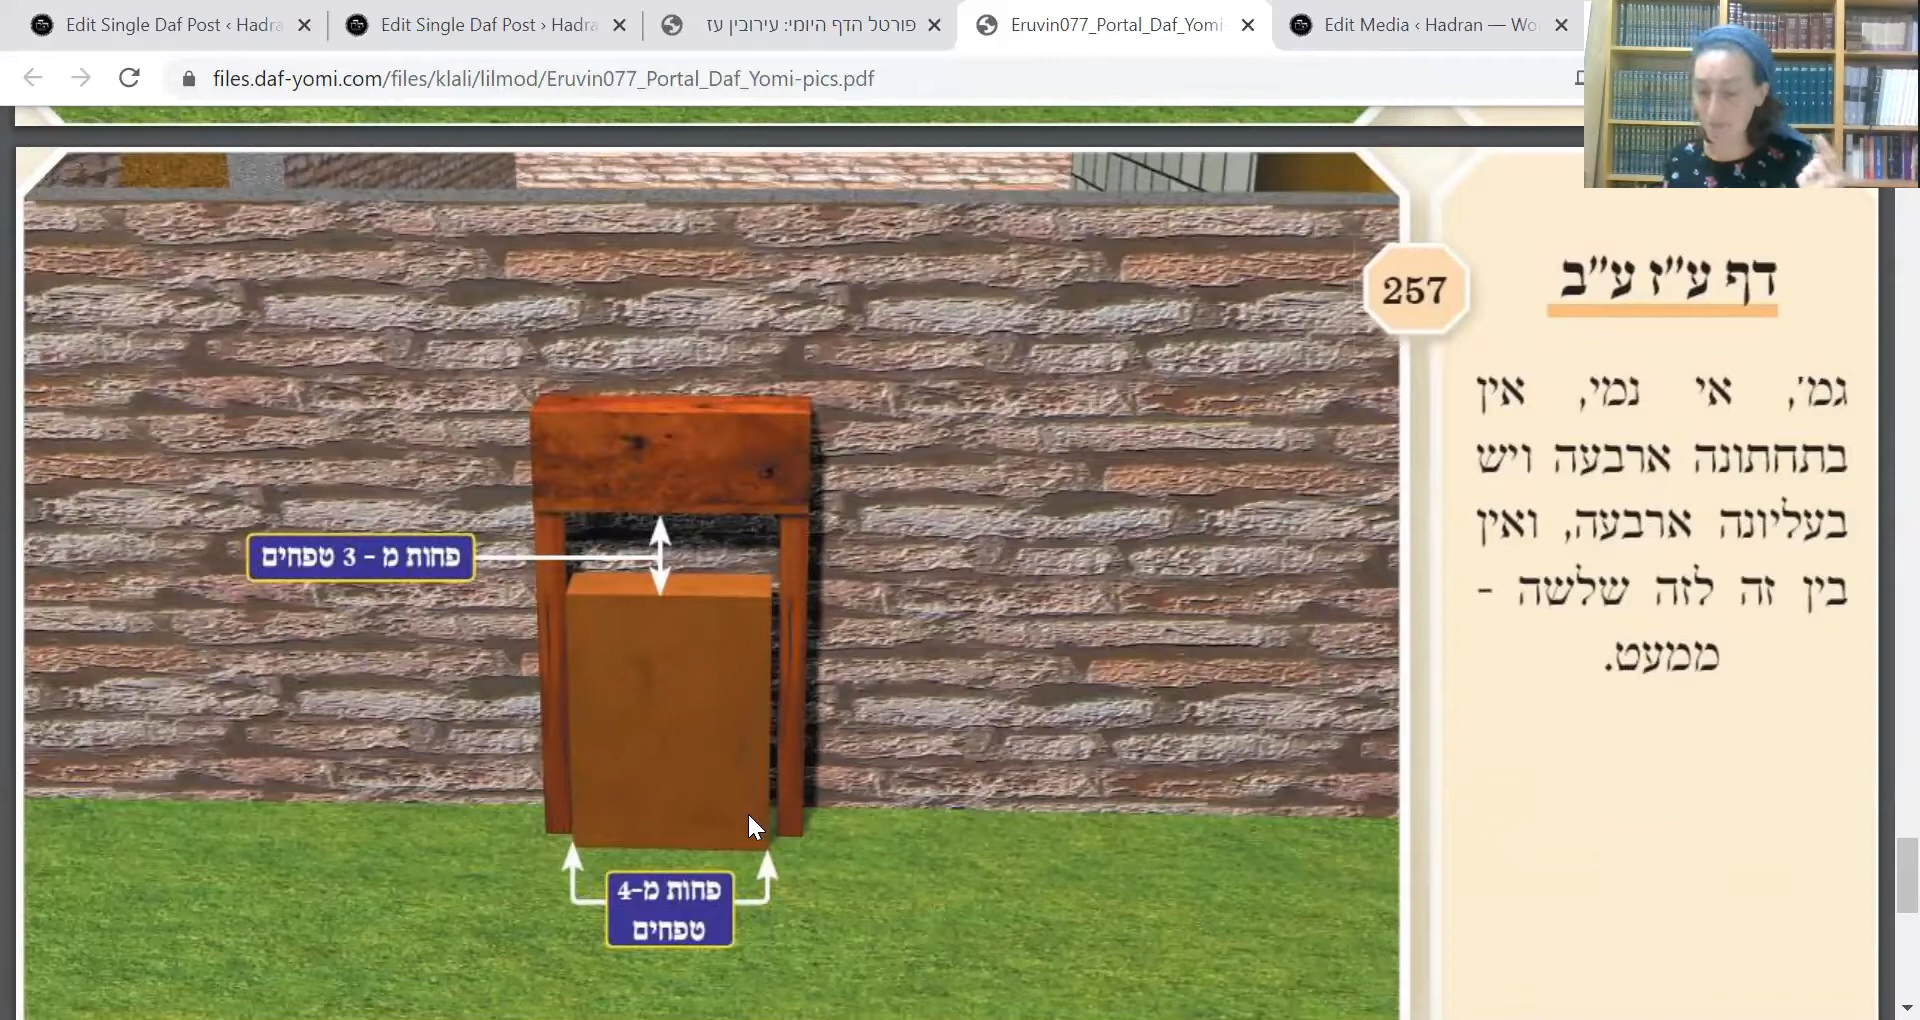 Edit Single Daf Post ‹ Hadra
Edit Single Daf Post › Hadra
פורטל הדף היומי: עירובין עז
Eruvin077_Portal_Daf_Yomi-
Edit Media ‹ Hadran — Wo
files.daf-yomi.com/files/klali/lilmod/Eruvin077_Portal_Daf_Yomi-pics.pdf
257
דף ע"ז ע"ב
גמ', אי נמי, אין
בתחתונה ארבעה ויש
בעליונה ארבעה, ואין
בין זה לזה שלשה -
ממעט.
פחות מ - 3 טפחים
פחות מ-4
טפחים